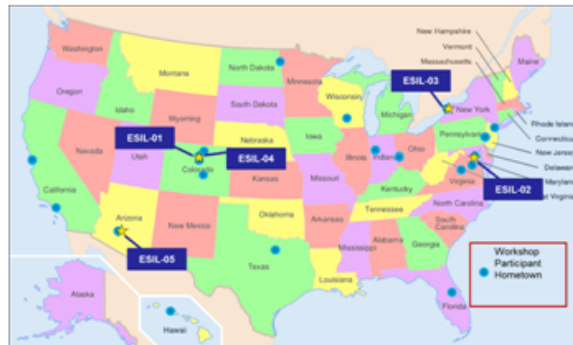 New Hampshire
Vermont
Massachusetts
Washington
Montana
North Dakota
Minnesota
Maine
ESIL-03
Oregon
Idaho
South Dakota
Wisconsin
Michigan
New York
Wyoming
Rhode Island
Connecticut
New Jersey
Delaware
Maryland
West Virginia
ESIL-01
ESIL-04
Nebraska
Iowa
Pennsylvania
Nevada
Utah
Colorado
Kansas
Illinois
Indiana
Ohio
Missouri
Virginia
Kentucky
ESIL-02
California
Arizona
New Mexico
Oklahoma
Arkansas
Tennessee
North Carolina
South Carolina
Mississippi
Alabama
Georgia
ESIL-05
Texas
Louisiana
Florida
Workshop
Participant
Hometown
Alaska
Hawai